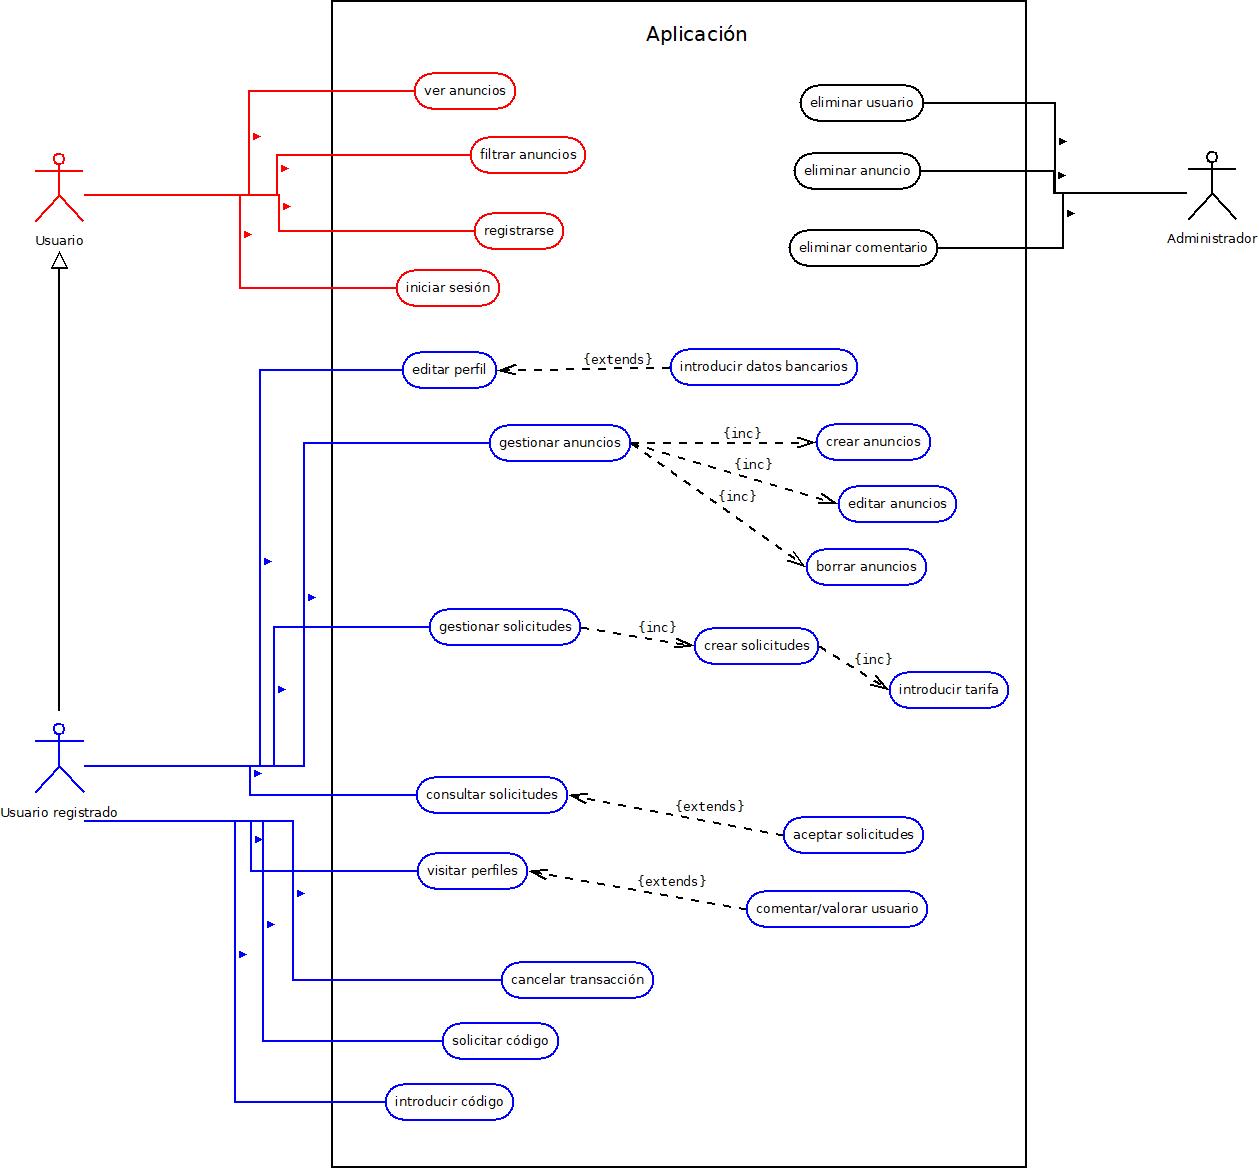 Aplicación
ver anuncios
eliminar usuario
filtrar anuncios
eliminar anuncio
registrarse
Usuario
Administrador
eliminar comentario
iniciar sesión
editar perfil
{extends}
introducir datos bancarios
gestionar anuncios
{inc}
crear anuncios
{inc}
editar anuncios
{inc}
borrar anuncios
gestionar solicitudes
{inc}
crear solicitudes
{inc}
introducir tarifa
Usuario registrado
consultar solicitudes
{extends}
aceptar solicitudes
visitar perfiles
{extends}
comentar/valorar usuario
cancelar transacción
solicitar código
introducir código